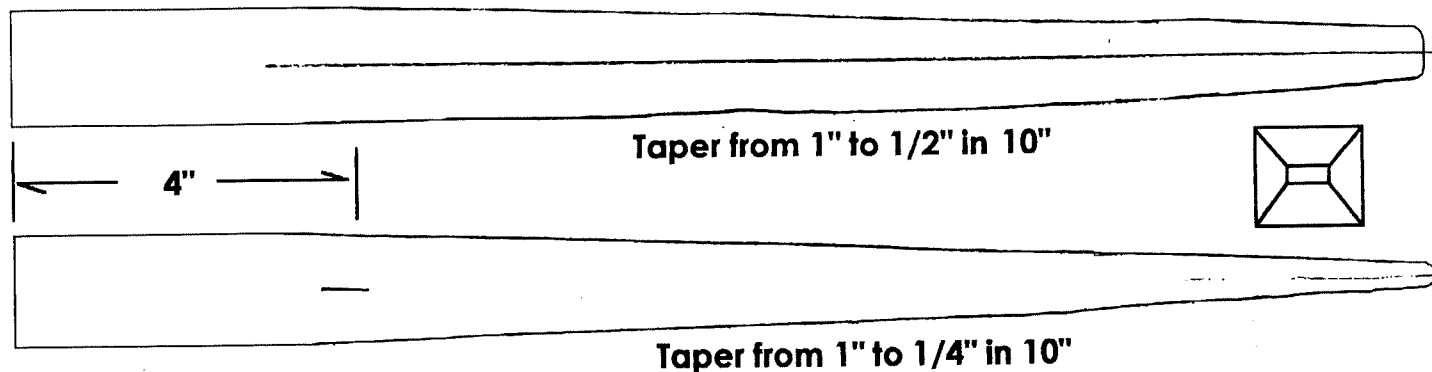 Taper from 1" to 1/2" in 10"
4"
Taper from 1" to 1/4" in 10"